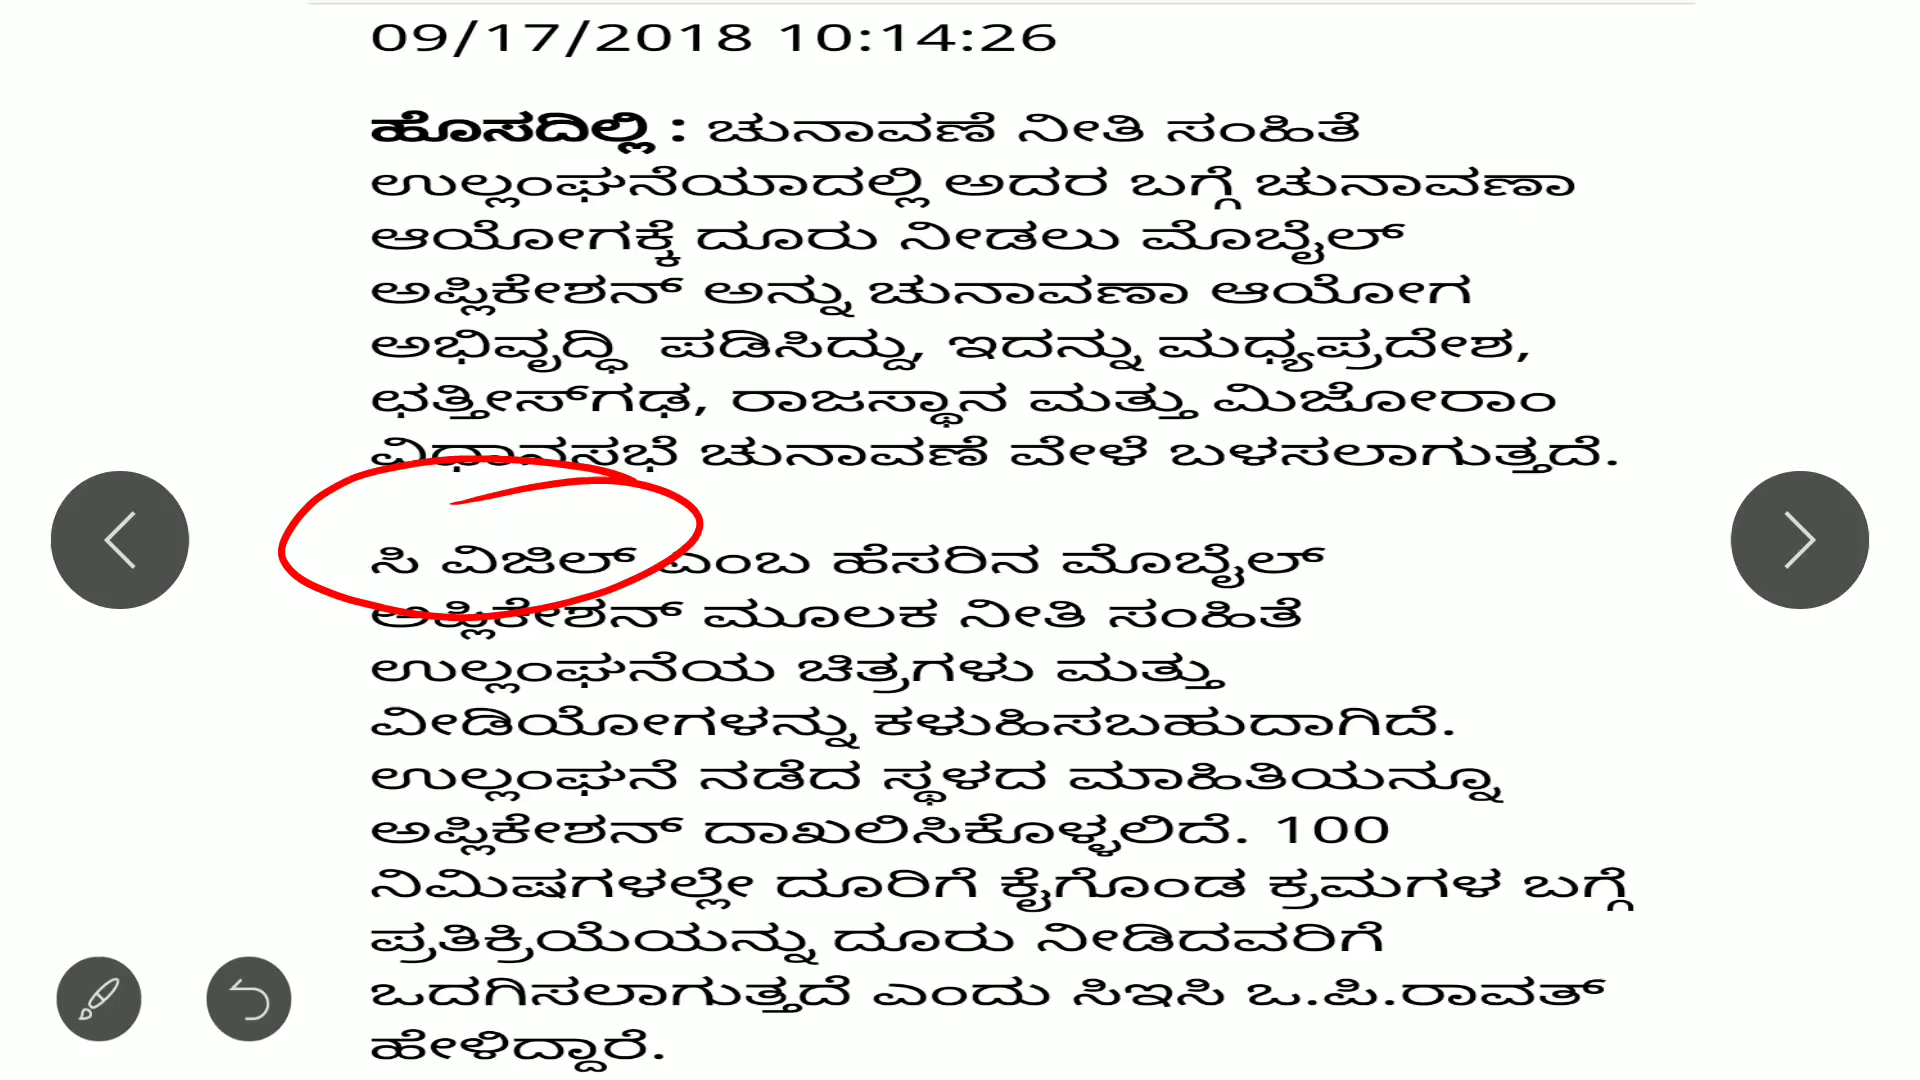 09/17/2018 10:14:26
ಹೊಸದಿಲ್ಲಿ : ಚುನಾವಣೆ ನೀತಿ ಸಂಹಿತೆ
ಉಲ್ಲಂಘನೆಯಾದಲ್ಲಿ ಅದರ ಬಗ್ಗೆ ಚುನಾವಣಾ
ಆಯೋಗಕ್ಕೆ ದೂರು ನೀಡಲು ಮೊಬೈಲ್
ಅಪ್ಲಿಕೇಶನ್ ಅನ್ನು ಚುನಾವಣಾ ಆಯೋಗ
ಅಭಿವೃದ್ಧಿ ಪಡಿಸಿದ್ದು, ಇದನ್ನು ಮಧ್ಯಪ್ರದೇಶ,
ಛತ್ತೀಸ್‌ಗಢ, ರಾಜಸ್ಥಾನ ಮತ್ತು ಮಿಜೋರಾಂ
ವಿಧಾನಸಭೆ ಚುನಾವಣೆ ವೇಳೆ ಬಳಸಲಾಗುತ್ತದೆ.
ಸಿ ವಿಜಿಲ್ ಎಂಬ ಹೆಸರಿನ ಮೊಬೈಲ್
ಅಪ್ಲಿಕೇಶನ್ ಮೂಲಕ ನೀತಿ ಸಂಹಿತೆ
ಉಲ್ಲಂಘನೆಯ ಚಿತ್ರಗಳು ಮತ್ತು
ವೀಡಿಯೋಗಳನ್ನು ಕಳುಹಿಸಬಹುದಾಗಿದೆ.
ಉಲ್ಲಂಘನೆ ನಡೆದ ಸ್ಥಳದ ಮಾಹಿತಿಯನ್ನೂ
ಅಪ್ಲಿಕೇಶನ್ ದಾಖಲಿಸಿಕೊಳ್ಳಲಿದೆ. 100
ನಿಮಿಷಗಳಲ್ಲೇ ದೂರಿಗೆ ಕೈಗೊಂಡ ಕ್ರಮಗಳ ಬಗ್ಗೆ
ಪ್ರತಿಕ್ರಿಯೆಯನ್ನು ದೂರು ನೀಡಿದವರಿಗೆ
ಒದಗಿಸಲಾಗುತ್ತದೆ ಎಂದು ಸಿಇಸಿ ಒ.ಪಿ.ರಾವತ್
ಹೇಳಿದ್ದಾರೆ.